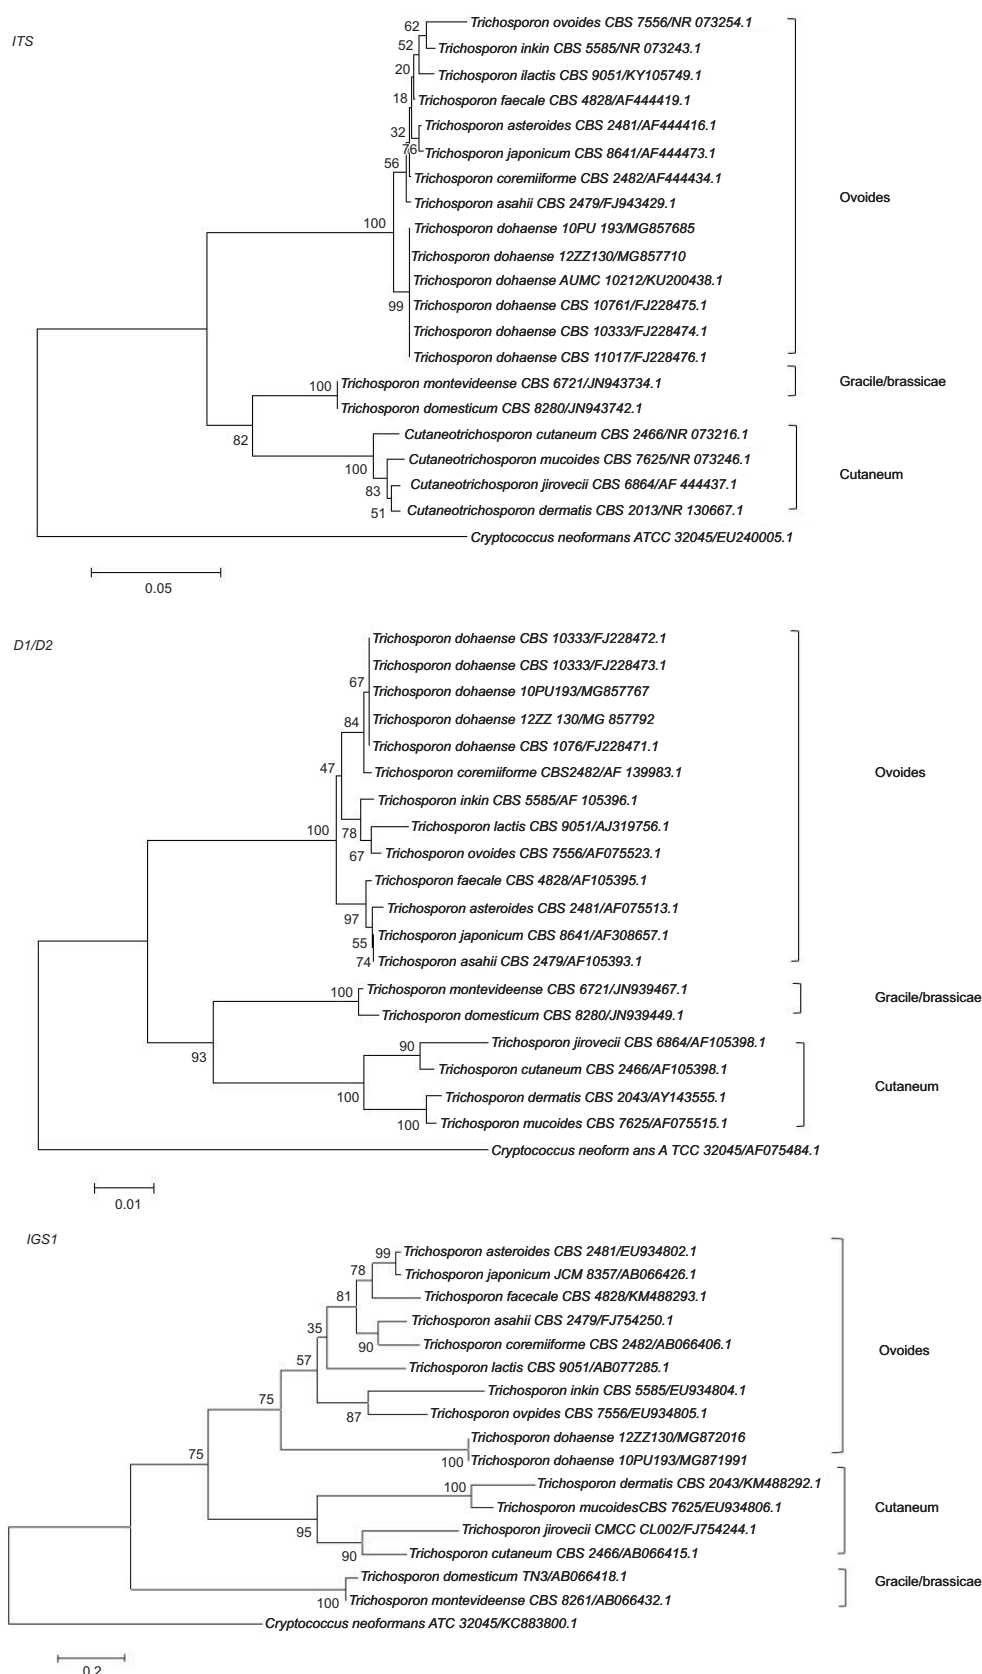 ITS
62
Trichosporon ovoides CBS 7556/NR 073254.1
52
Trichosporon inkin CBS 5585/NR 073243.1
20
Trichosporon ilactis CBS 9051/KY105749.1
18
Trichosporon faecale CBS 4828/AF444419.1
Trichosporon asteroides CBS 2481/AF444416.1
32
76
Trichosporon japonicum CBS 8641/AF444473.1
56
Trichosporon coremiiforme CBS 2482/AF444434.1
Trichosporon asahii CBS 2479/FJ943429.1
Ovoides
100
Trichosporon dohaense 10PU 193/MG857685
Trichosporon dohaense 12ZZ130/MG857710
Trichosporon dohaense AUMC 10212/KU200438.1
99
Trichosporon dohaense CBS 10761/FJ228475.1
Trichosporon dohaense CBS 10333/FJ228474.1
Trichosporon dohaense CBS 11017/FJ228476.1
100
Trichosporon montevideense CBS 6721/JN943734.1
Gracile/brassicae
Trichosporon domesticum CBS 8280/JN943742.1
82
Cutaneotrichosporon cutaneum CBS 2466/NR 073216.1
100
Cutaneotrichosporon mucoides CBS 7625/NR 073246.1
Cutaneum
83
Cutaneotrichosporon jirovecii CBS 6864/AF 444437.1
51
Cutaneotrichosporon dermatis CBS 2013/NR 130667.1
Cryptococcus neoformans ATCC 32045/EU240005.1
0.05
D1/D2
Trichosporon dohaense CBS 10333/FJ228472.1
Trichosporon dohaense CBS 10333/FJ228473.1
67
Trichosporon dohaense 10PU193/MG857767
84
Trichosporon dohaense 12ZZ 130/MG 857792
Trichosporon dohaense CBS 1076/FJ228471.1
47
Trichosporon coremiiforme CBS2482/AF 139983.1
Ovoides
Trichosporon inkin CBS 5585/AF 105396.1
100
78
Trichosporon lactis CBS 9051/AJ319756.1
67
Trichosporon ovoides CBS 7556/AF075523.1
Trichosporon faecale CBS 4828/AF105395.1
97
Trichosporon asteroides CBS 2481/AF075513.1
55
Trichosporon japonicum CBS 8641/AF308657.1
74
Trichosporon asahii CBS 2479/AF105393.1
100
Trichosporon montevideense CBS 6721/JN939467.1
Gracile/brassicae
Trichosporon domesticum CBS 8280/JN939449.1
93
90
Trichosporon jirovecii CBS 6864/AF105398.1
Trichosporon cutaneum CBS 2466/AF105398.1
Cutaneum
100
Trichosporon dermatis CBS 2043/AY143555.1
100
Trichosporon mucoides CBS 7625/AF075515.1
Cryptococcus neoform ans A TCC 32045/AF075484.1
0.01
IGS1
99
Trichosporon asteroides CBS 2481/EU934802.1
78
Trichosporon japonicum JCM 8357/AB066426.1
81
Trichosporon facecale CBS 4828/KM488293.1
35
Trichosporon asahii CBS 2479/FJ754250.1
90
Trichosporon coremiiforme CBS 2482/AB066406.1
Ovoides
57
Trichosporon lactis CBS 9051/AB077285.1
75
Trichosporon inkin CBS 5585/EU934804.1
87
Trichosporon ovpides CBS 7556/EU934805.1
Trichosporon dohaense 12ZZ130/MG872016
75
100
Trichosporon dohaense 10PU193/MG871991
100
Trichosporon dermatis CBS 2043/KM488292.1
Trichosporon mucoidesCBS 7625/EU934806.1
Cutaneum
95
Trichosporon jirovecii CMCC CL002/FJ754244.1
90
Trichosporon cutaneum CBS 2466/AB066415.1
Trichosporon domesticum TN3/AB066418.1
Gracile/brassicae
100
Trichosporon montevideense CBS 8261/AB066432.1
Cryptococcus neoformans ATC 32045/KC883800.1
0.2